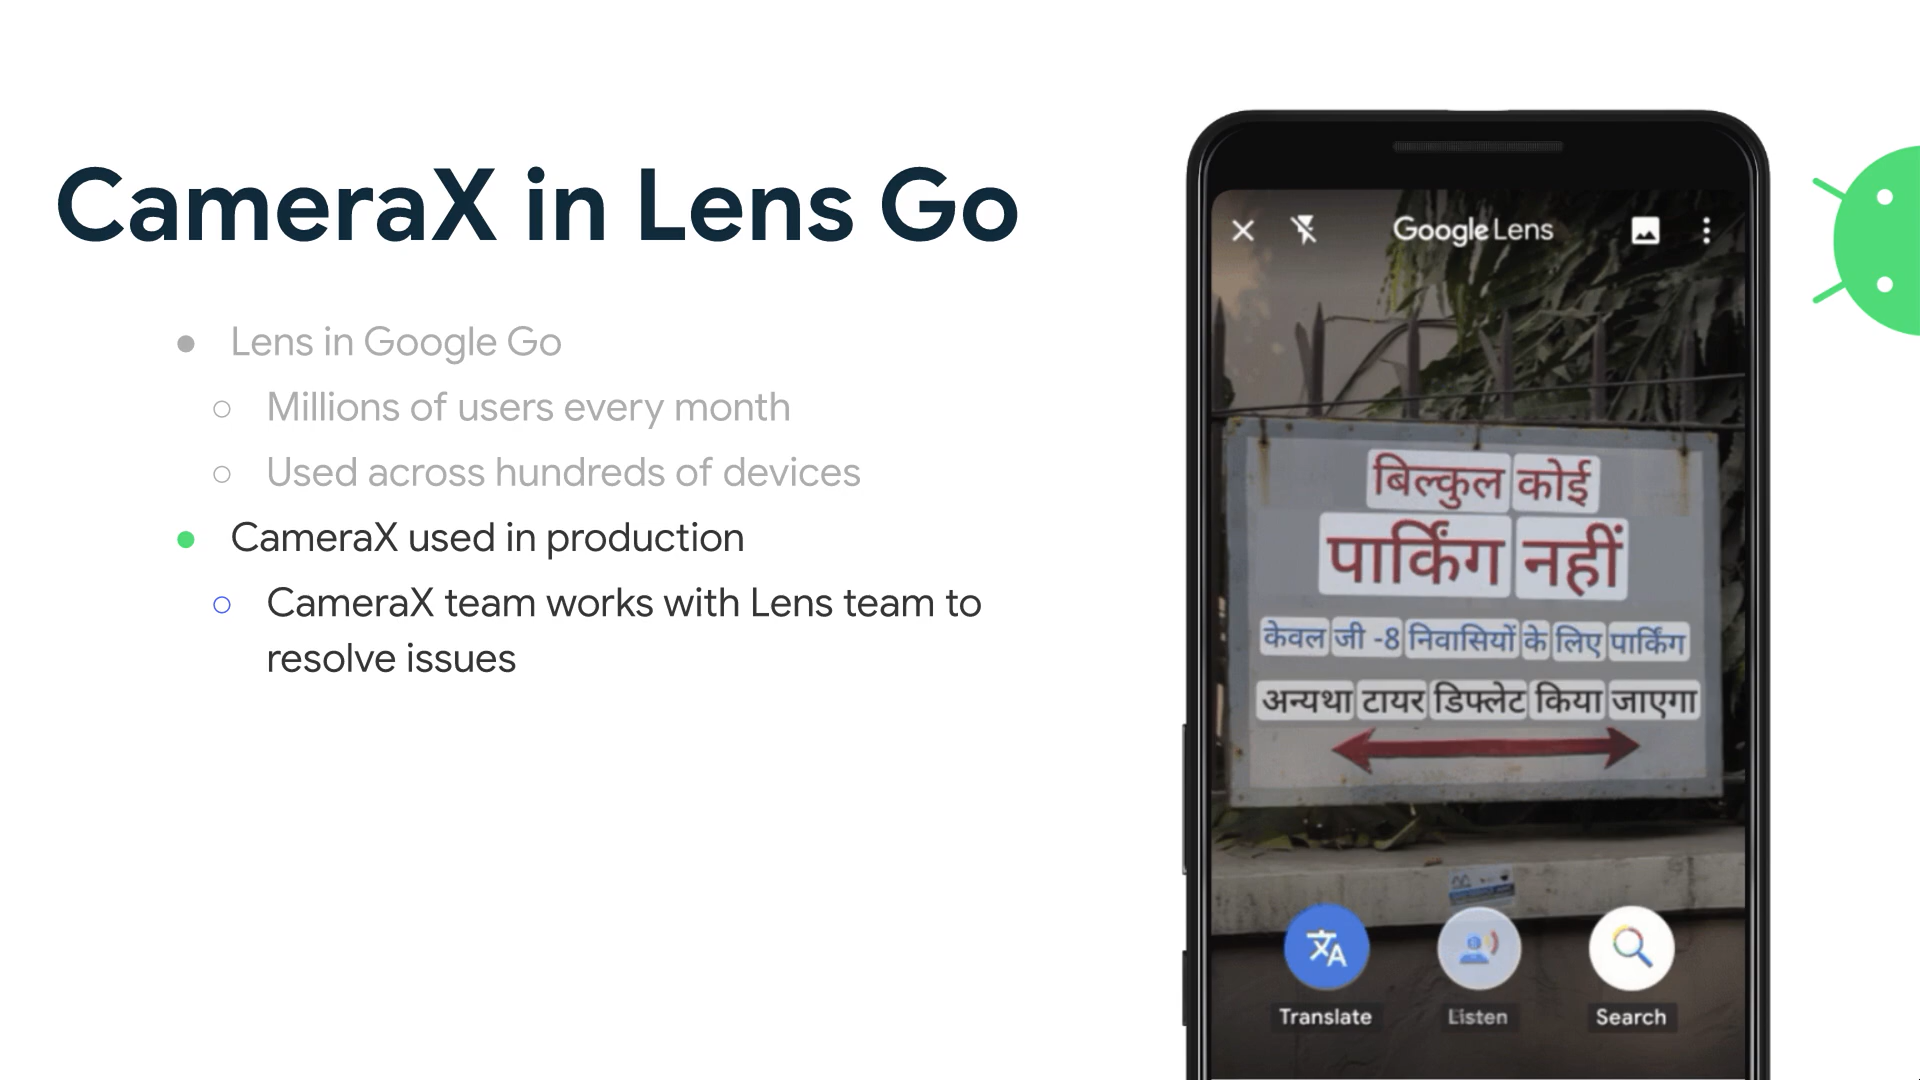 CameraX in Lens Go
Lens in Google Go
Millions of users every month
Used across hundreds of devices
CameraX used in production
CameraX team works with Lens team to
resolve issues
Google Lens
बिल्कुल कोई
पार्किंग नहीं
केवल जी -8 निवासियों के लिए पार्किंग
अन्यथा टायर डिफ्लेट किया जाएगा
Translate
Listen
Search